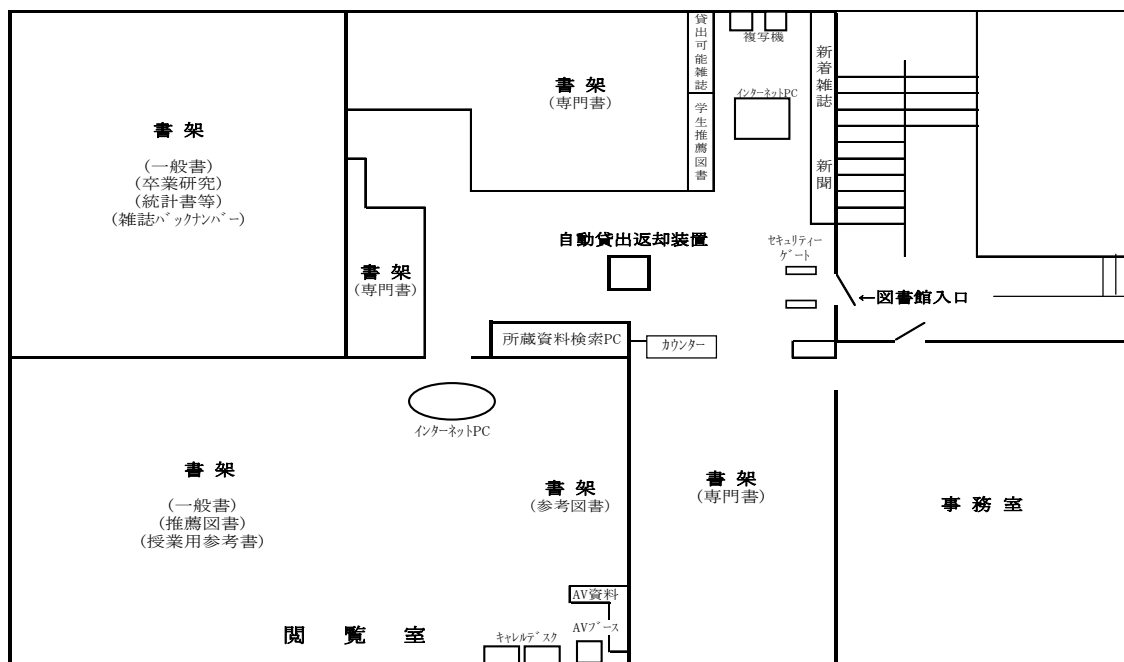 貸出可能雑誌
複写機
新着雑誌
新聞
インターネットPC
学生推薦図書
書架
(専門書)
書架
(一般書)
(卒業研究)
(統計書等)
(雑誌バックナンバー)
自動貸出返却装置
セキュリティー
ゲート
書架
(専門書)
←図書館入口
所蔵資料検索PC
カウンター
インターネットPC
書架
(一般書)
(推薦図書)
(授業用参考書)
書架
(参考図書)
書架
(専門書)
事務室
AV資料
閲覧室
キャレルデスク
AVブース